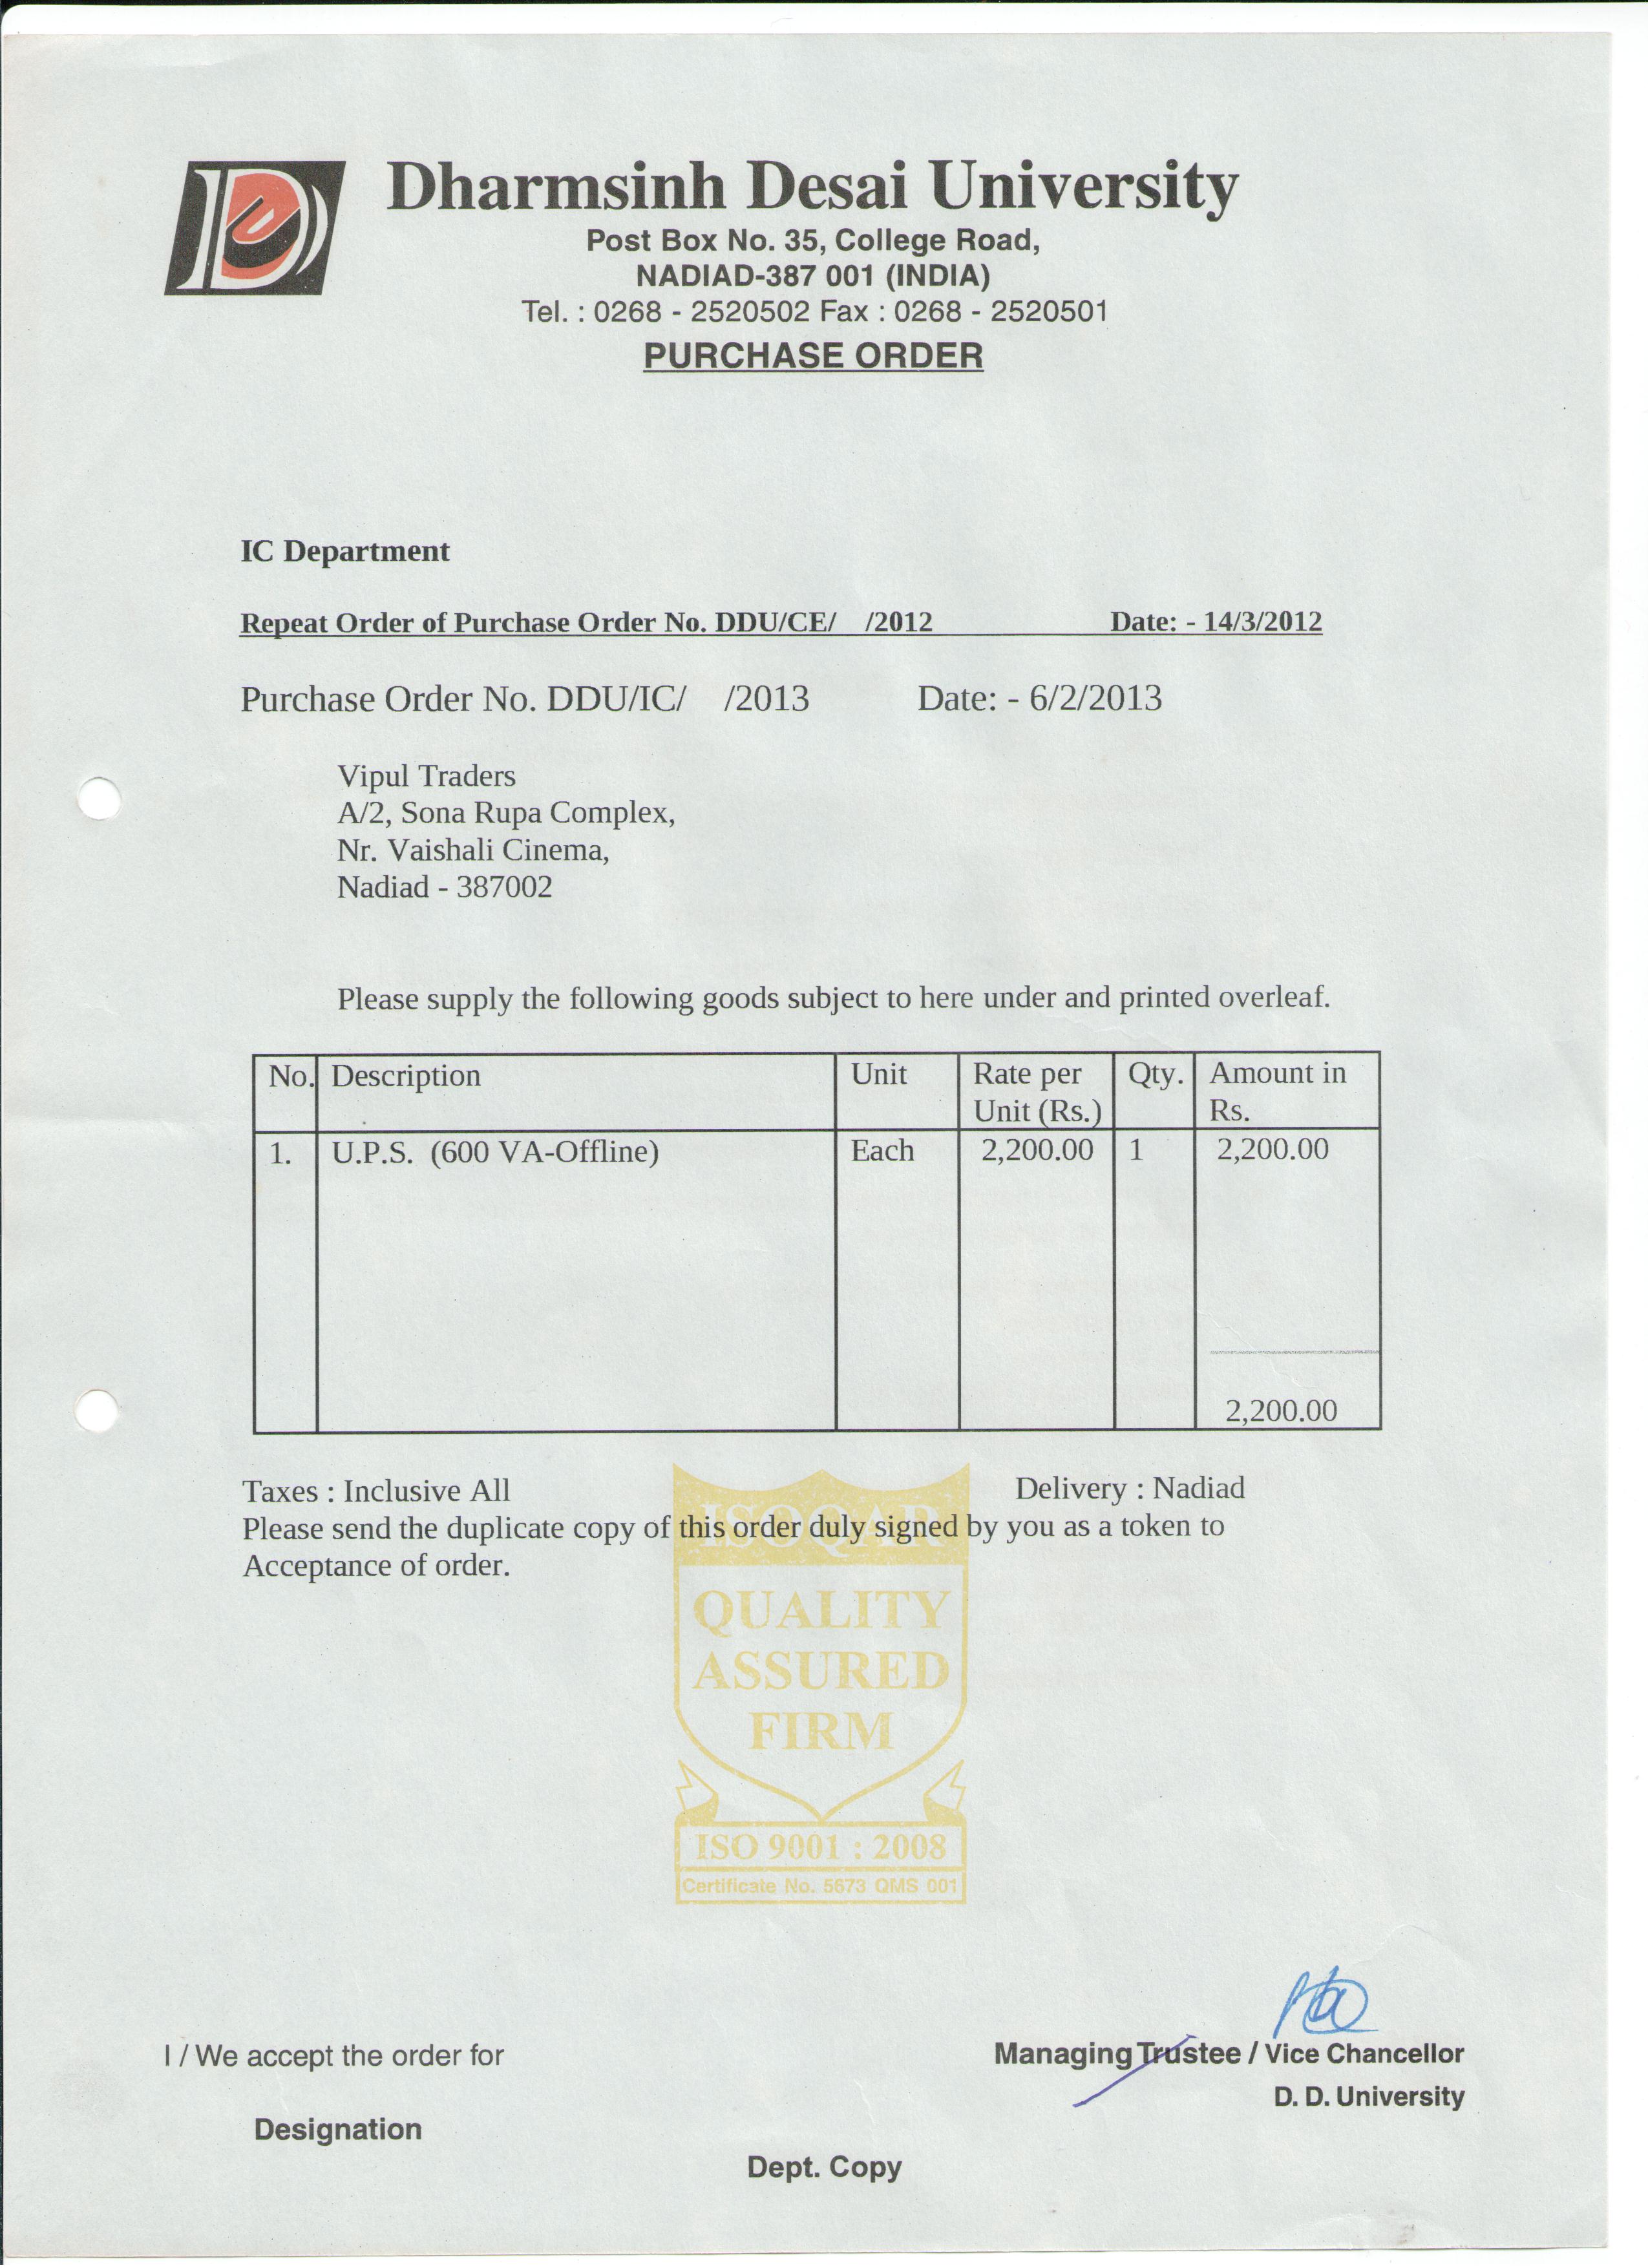 Dharmsinh Desai University
Post Box No. 35, College Road,
NADIAD-387 001 (INDIA)
Tel. : 0268 - 2520502 Fax : 0268 - 2520501
PURCHASE ORDER
IC Department
Repeat Order of Purchase Order No. DDU/CE/    /2012    Date: - 14/3/2012
Purchase Order No. DDU/IC/    /2013    Date: - 6/2/2013
Vipul Traders
A/2, Sona Rupa Complex,
Nr. Vaishali Cinema,
Nadiad - 387002
Please supply the following goods subject to here under and printed overleaf.
No. Description Unit Rate per Unit (Rs.) Qty. Amount in Rs.
1. U.P.S. (600 VA-Offline) Each 2,200.00 1 2,200.00
2,200.00
Taxes : Inclusive All    Delivery : Nadiad
Please send the duplicate copy of this order duly signed by you as a token to
Acceptance of order.
ISOQAR
QUALITY
ASSURED
FIRM
ISO 9001 : 2008
Certificate No. 5673 QMS 001
I / We accept the order for    Managing Trustee / Vice Chancellor
D. D. University
Designation
Dept. Copy